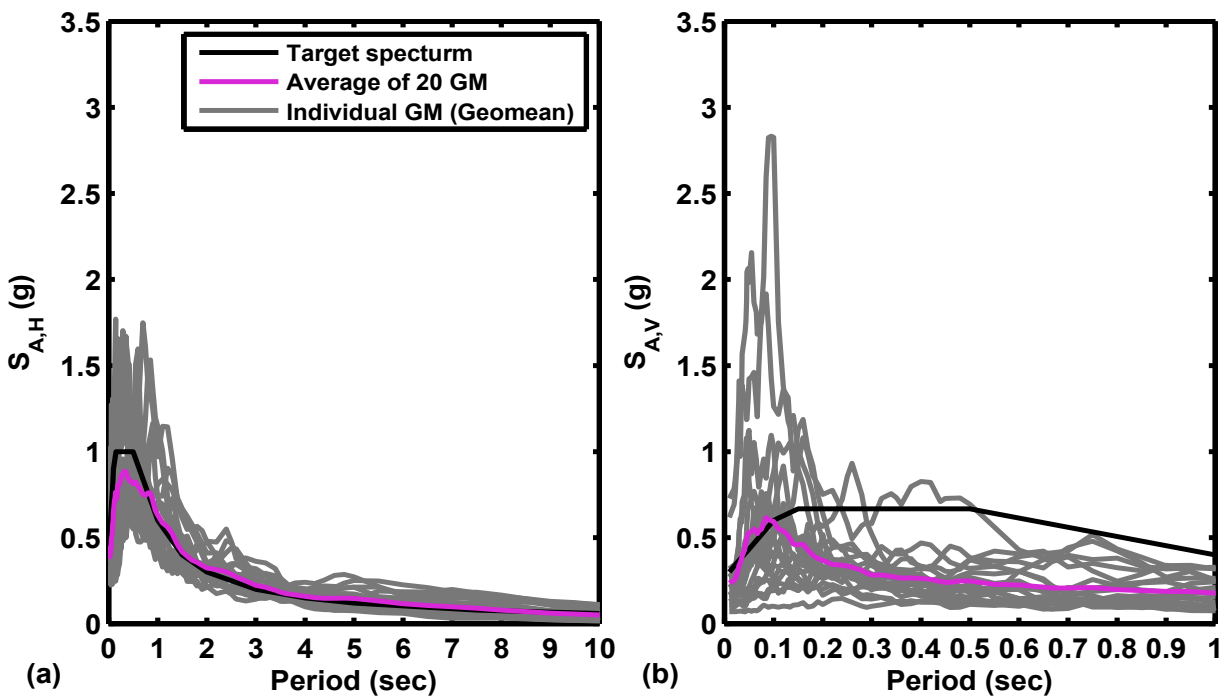 3.5
3
2.5
2
1.5
1
0.5
0
S_A,H (g)
Target specturm
Average of 20 GM
Individual GM (Geomean)
0 1 2 3 4 5 6 7 8 9 10
Period (sec)
(a)
3.5
3
2.5
2
1.5
1
0.5
0
S_A,V (g)
0 0.1 0.2 0.3 0.4 0.5 0.6 0.7 0.8 0.9 1
Period (sec)
(b)